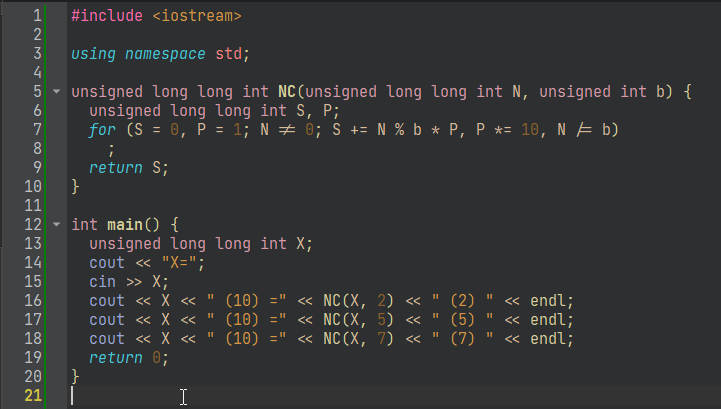 1 #include <iostream>
2
3 using namespace std;
4
5 unsigned long long int NC(unsigned long long int N, unsigned int b) {
6   unsigned long long int S, P;
7   for (S = 0, P = 1; N != 0; S += N % b * P, P *= 10, N /= b)
8     ;
9   return S;
10 }
11
12 int main() {
13   unsigned long long int X;
14   cout << "X=";
15   cin >> X;
16   cout << X << " (10) =" << NC(X, 2) << " (2) " << endl;
17   cout << X << " (10) =" << NC(X, 5) << " (5) " << endl;
18   cout << X << " (10) =" << NC(X, 7) << " (7) " << endl;
19   return 0;
20 }
21